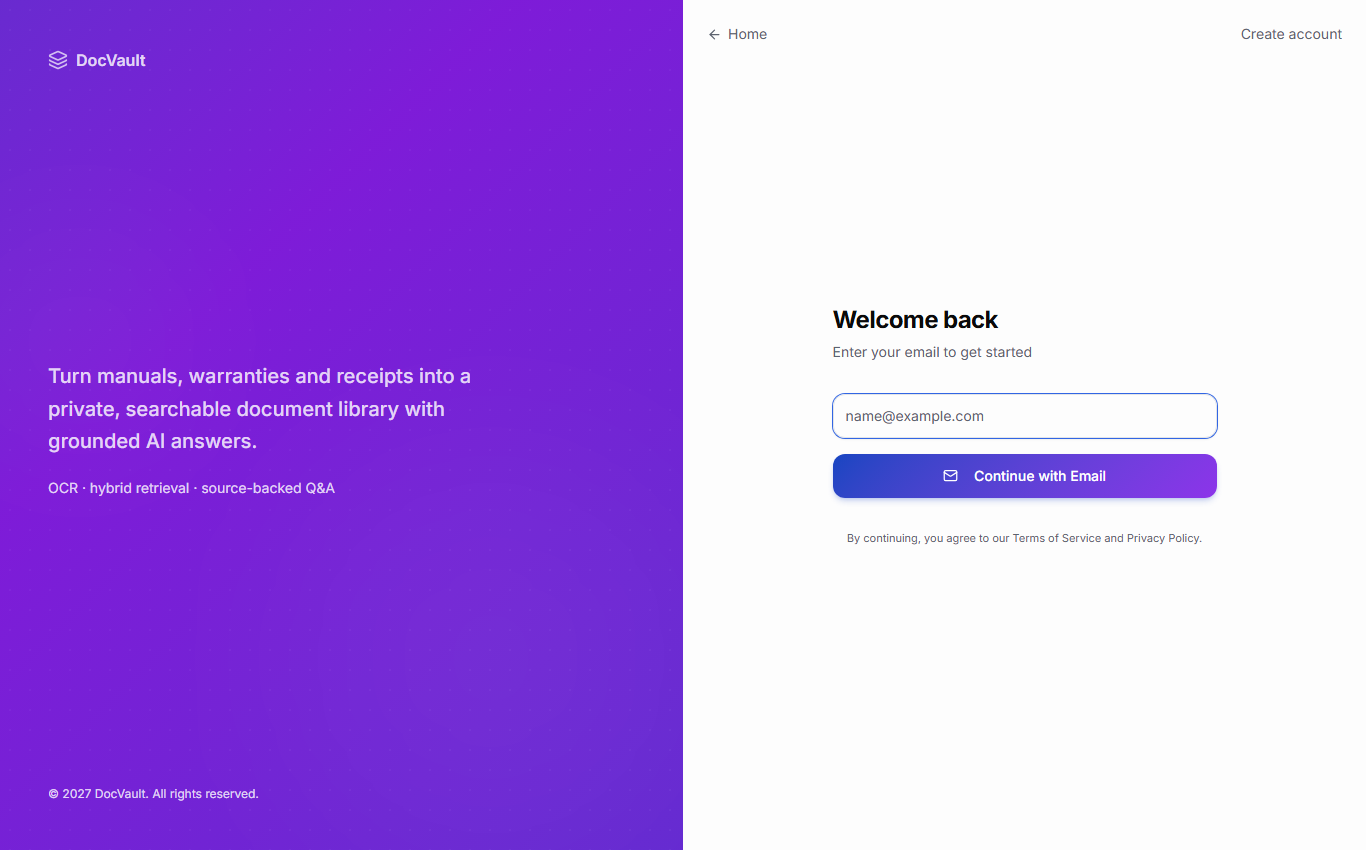 DocVault
Turn manuals, warranties and receipts into a
private, searchable document library with
grounded AI answers.
OCR · hybrid retrieval · source-backed Q&A
© 2027 DocVault. All rights reserved.
Home
Create account
Welcome back
Enter your email to get started
name@example.com
Continue with Email
By continuing, you agree to our Terms of Service and Privacy Policy.